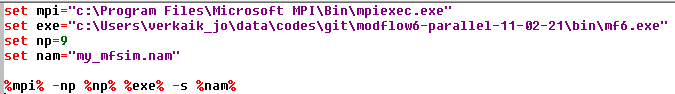 set mpi="c:\Program Files\Microsoft MPI\Bin\mpiexec.exe"
set exe="c:\Users\verkaik_jo\data\codes\git\modflow6-parallel-11-02-21\bin\mf6.exe"
set np=9
set nam="my_mfsim.nam"
%mpi% -np %np% %exe% -s %nam%